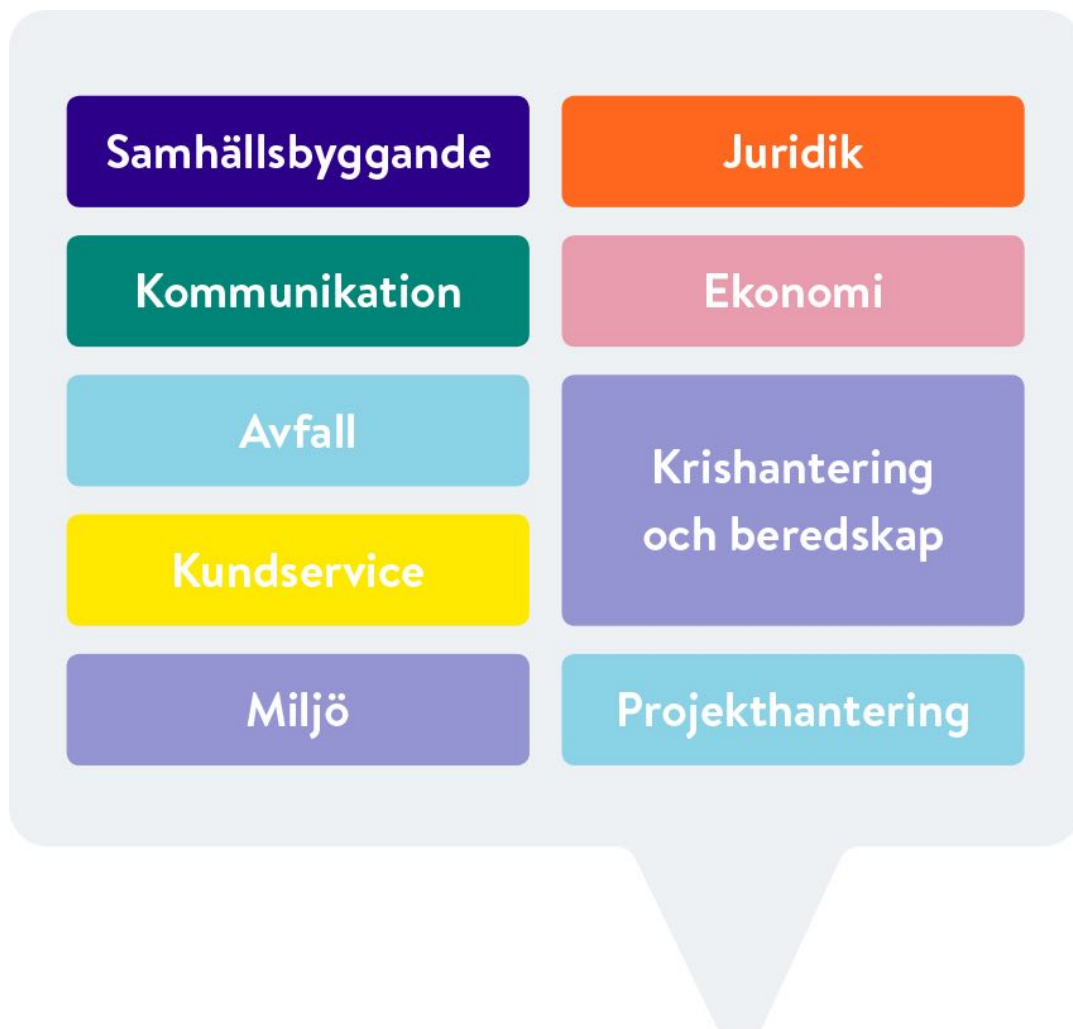 Samhällsbyggande
Juridik
Kommunikation
Ekonomi
Avfall
Krishantering
och beredskap
Kundservice
Miljö
Projekthantering